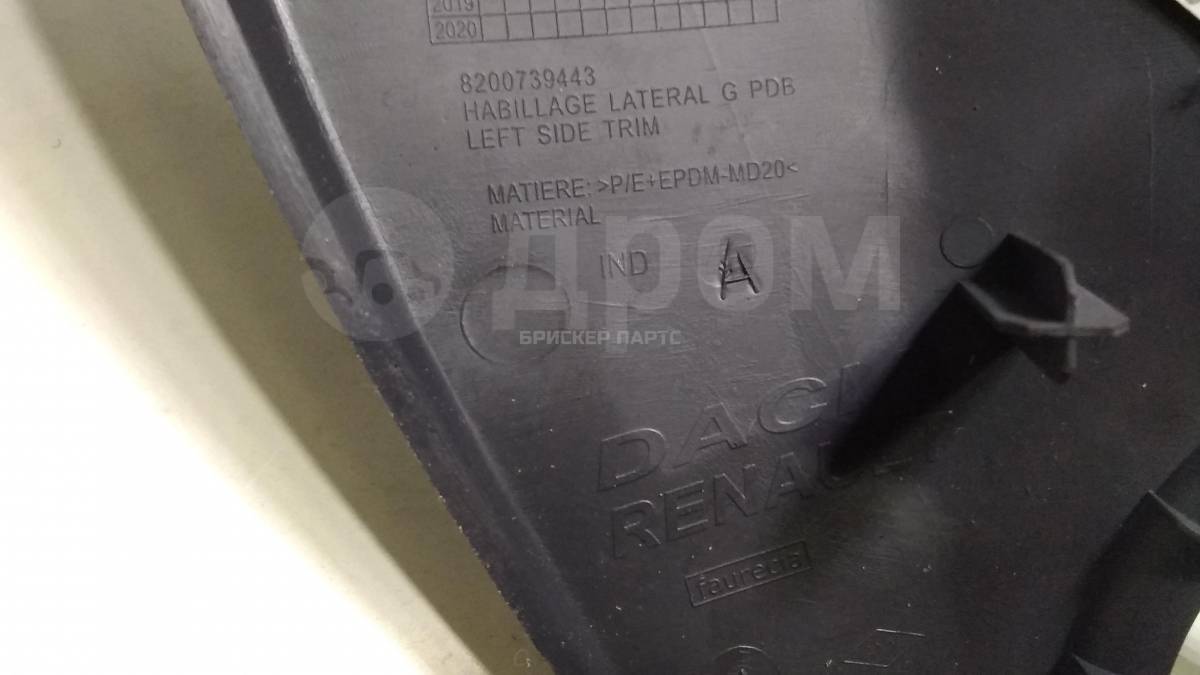 2019
2020
8200739443
HABILLAGE LATERAL G PDB
LEFT SIDE TRIM
MATIERE: >P/E+EPDM-MD20<
MATERIAL
IND A
ДРОМ
БРИСКЕР ПАРТС
faurecia